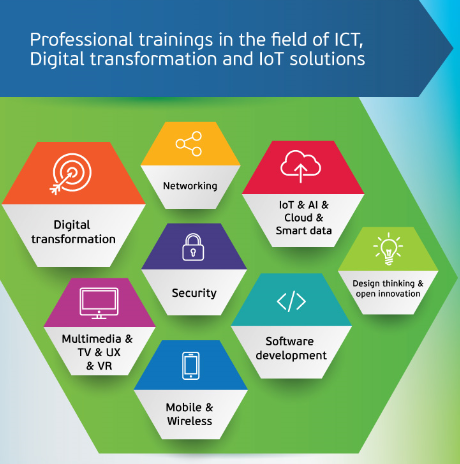 Professional trainings in the field of ICT,
Digital transformation and IoT solutions
Networking
Digital
transformation
IoT & AI &
Cloud &
Smart data
Security
Design thinking &
open innovation
Multimedia &
TV & UX
& VR
Software
development
Mobile &
Wireless